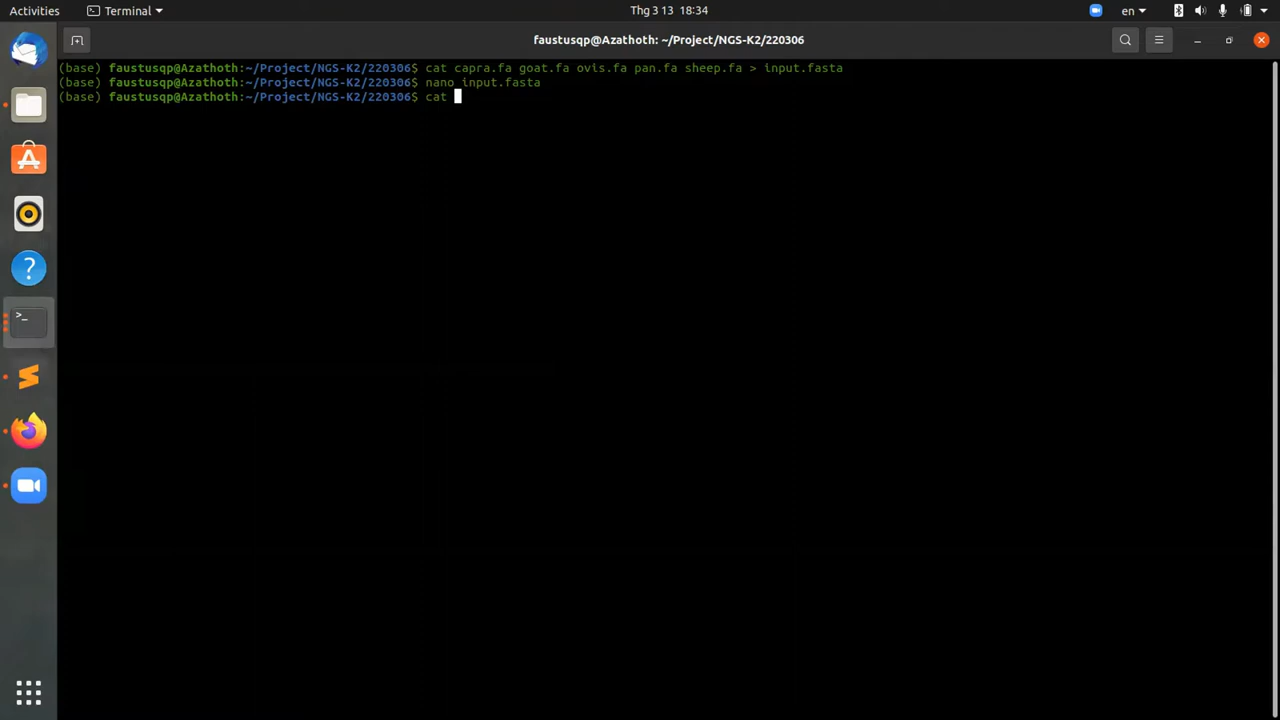 Activities
Terminal
Thg 3 13 18:34
en
faustusqp@Azathoth: ~/Project/NGS-K2/220306
(base) faustusqp@Azathoth:~/Project/NGS-K2/220306$ cat capra.fa goat.fa ovis.fa pan.fa sheep.fa > input.fasta
(base) faustusqp@Azathoth:~/Project/NGS-K2/220306$ nano input.fasta
(base) faustusqp@Azathoth:~/Project/NGS-K2/220306$ cat